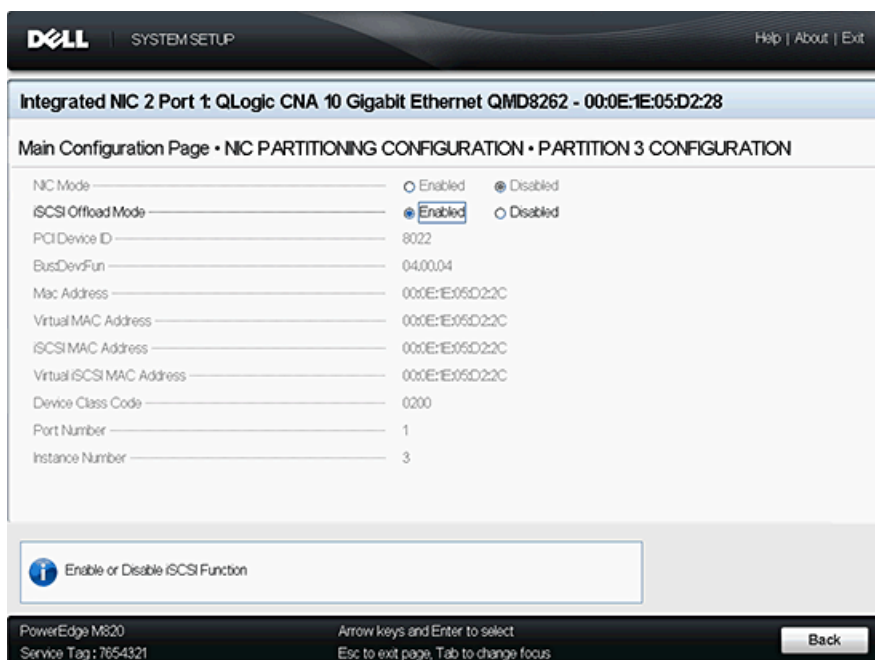 DELL SYSTEM SETUP Help | About | Exit
Integrated NIC 2 Port 1: QLogic CNA 10 Gigabit Ethernet QMD8262 - 00:0E:1E:05:D2:28
Main Configuration Page • NIC PARTITIONING CONFIGURATION • PARTITION 3 CONFIGURATION
NIC Mode Enabled Disabled
iSCSI Offload Mode Enabled Disabled
PCI Device ID 8022
Bus:Dev:Fun 04:00:04
Mac Address 00:0E:1E:05:D2:2C
Virtual MAC Address 00:0E:1E:05:D2:2C
iSCSI MAC Address 00:0E:1E:05:D2:2C
Virtual iSCSI MAC Address 00:0E:1E:05:D2:2C
Device Class Code 0200
Port Number 1
Instance Number 3
i
Enable or Disable iSCSI Function
PowerEdge M820 Arrow keys and Enter to select
Service Tag : 7654321 Esc to exit page, Tab to change focus
Back